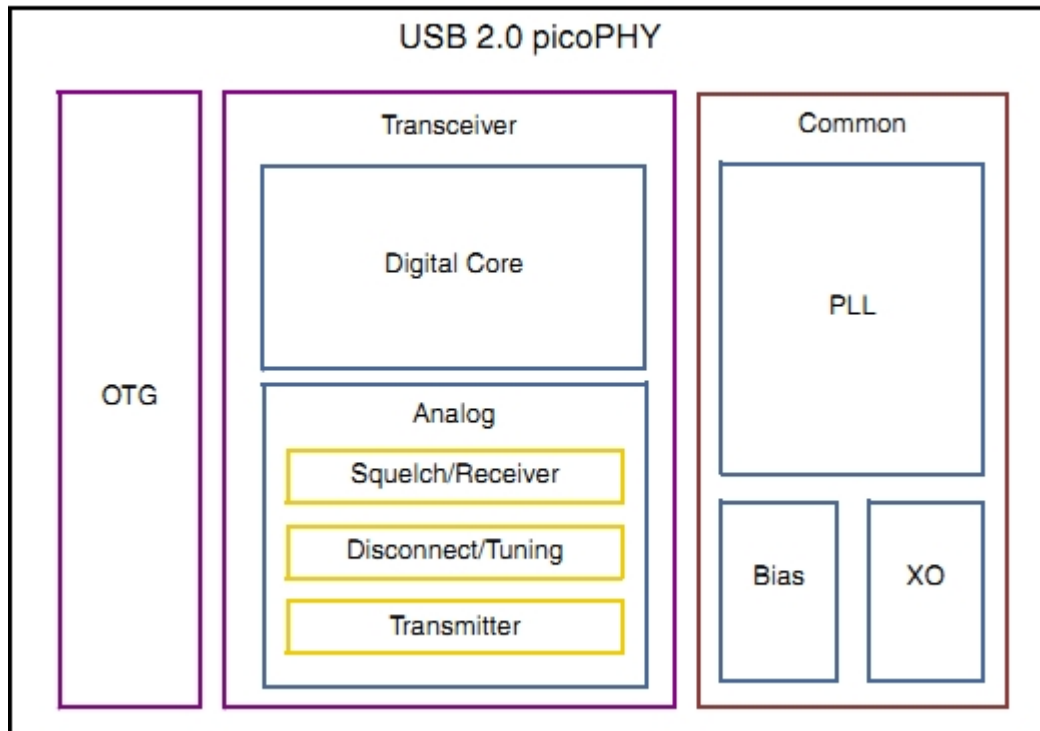 USB 2.0 picoPHY
OTG
Transceiver
Digital Core
Analog
Squelch/Receiver
Disconnect/Tuning
Transmitter
Common
PLL
Bias
XO